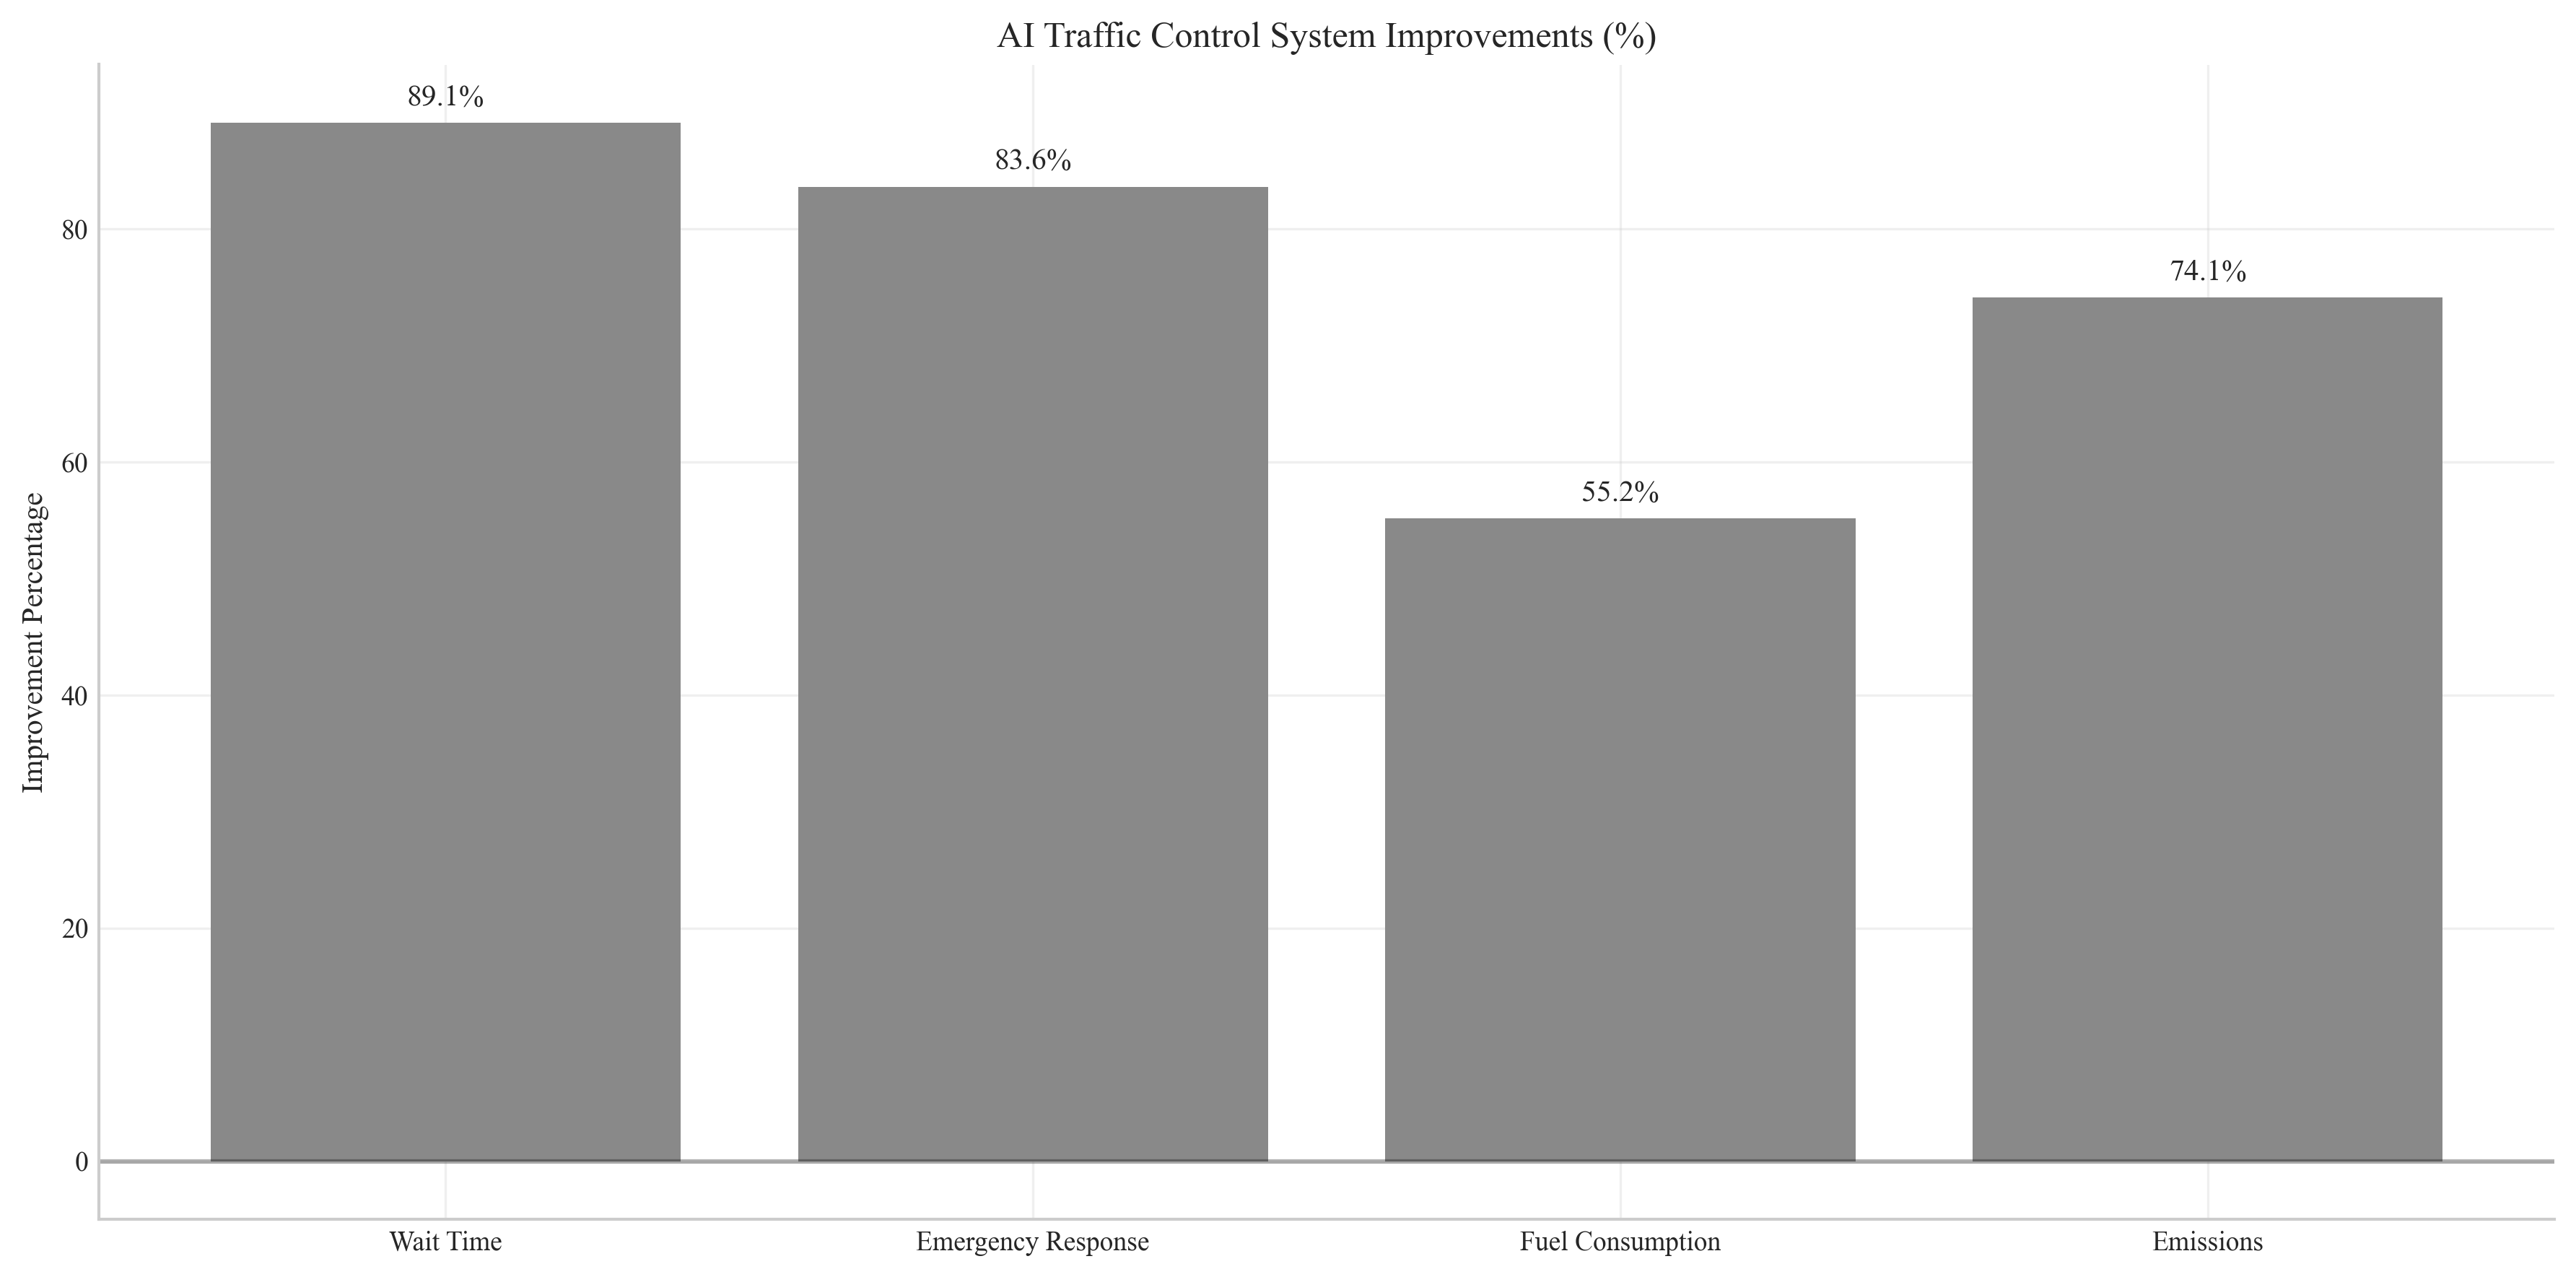 AI Traffic Control System Improvements (%)
89.1%
83.6%
74.1%
55.2%
80
60
40
20
0
Improvement Percentage
Wait Time
Emergency Response
Fuel Consumption
Emissions